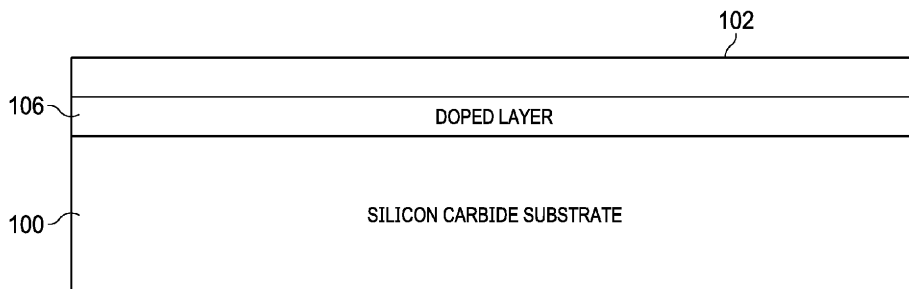 102
106
DOPED LAYER
100
SILICON CARBIDE SUBSTRATE